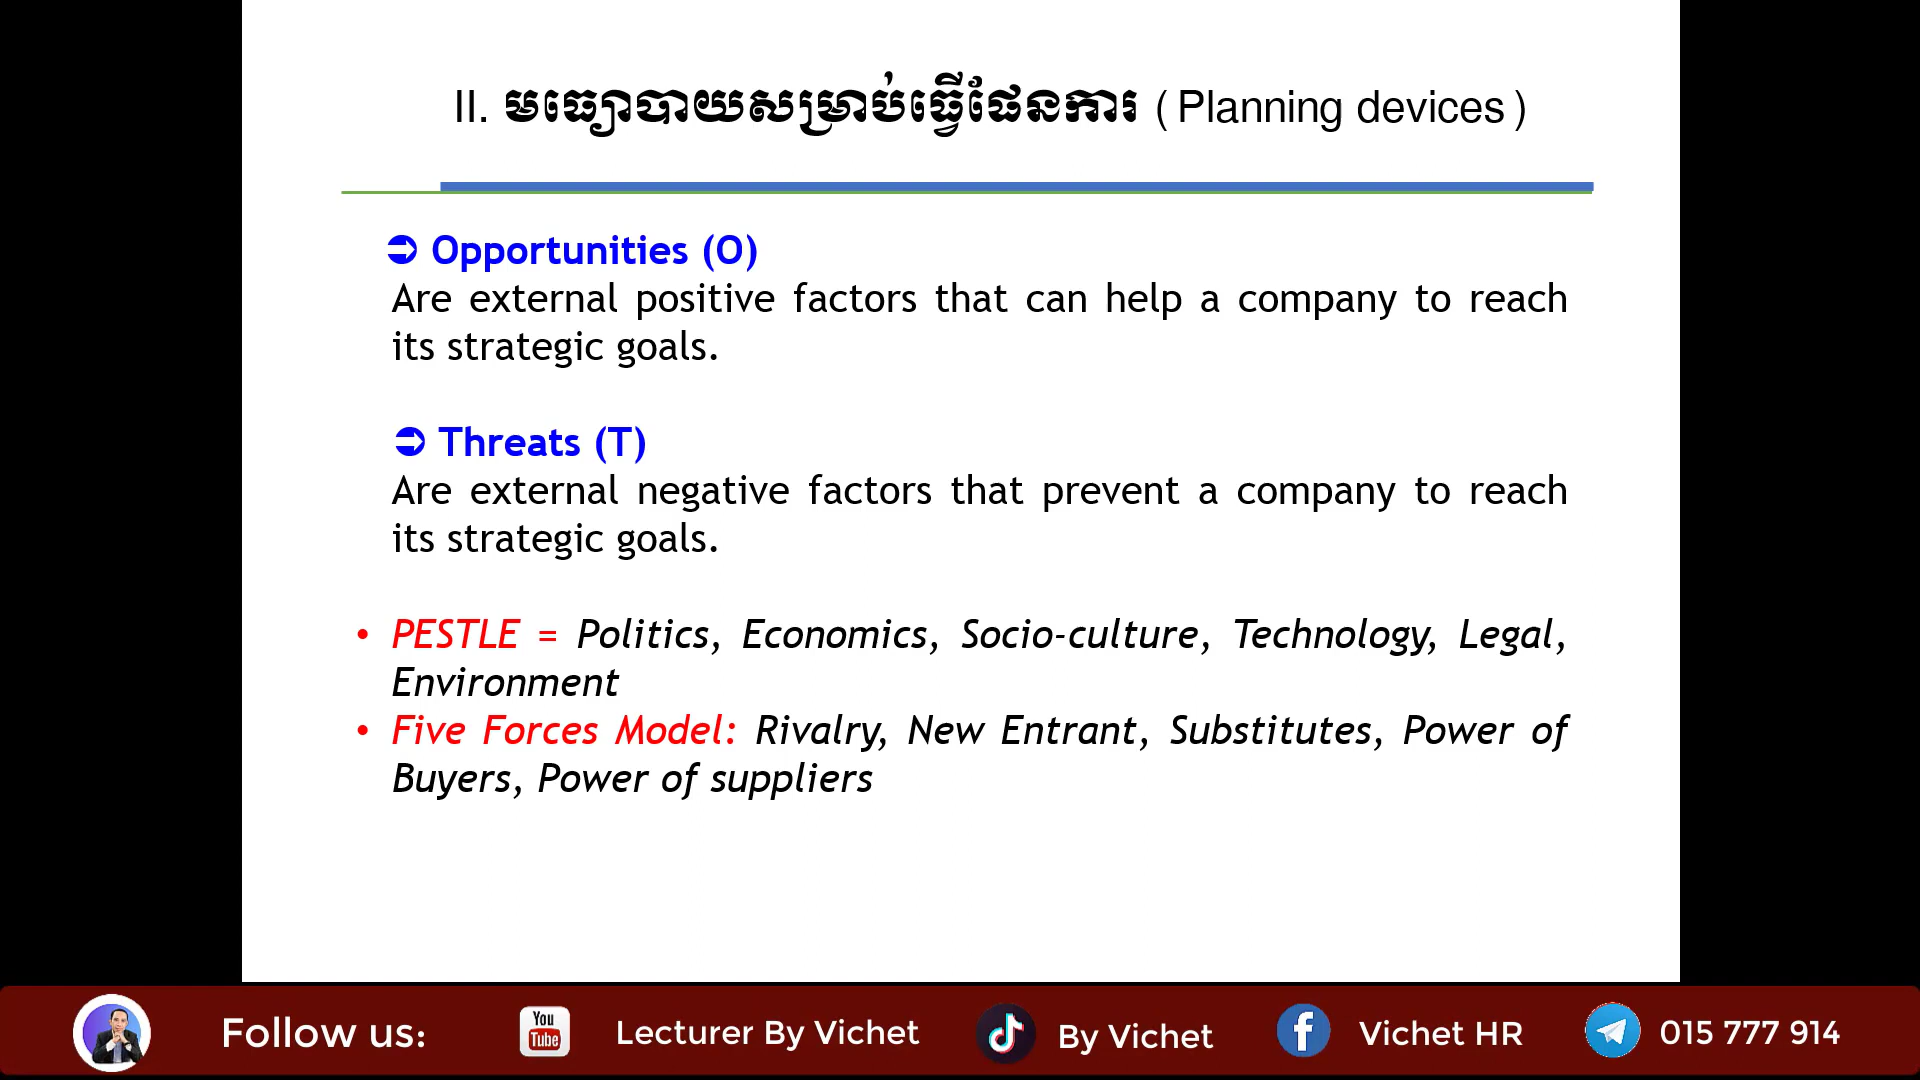 II. មធ្យោបាយសម្រាប់ធ្វើផែនការ ( Planning devices )
➲ Opportunities (O)
Are external positive factors that can help a company to reach
its strategic goals.
➲ Threats (T)
Are external negative factors that prevent a company to reach
its strategic goals.
• PESTLE = Politics, Economics, Socio-culture, Technology, Legal,
Environment
• Five Forces Model: Rivalry, New Entrant, Substitutes, Power of
Buyers, Power of suppliers
Follow us: You Tube Lecturer By Vichet By Vichet Vichet HR 015 777 914